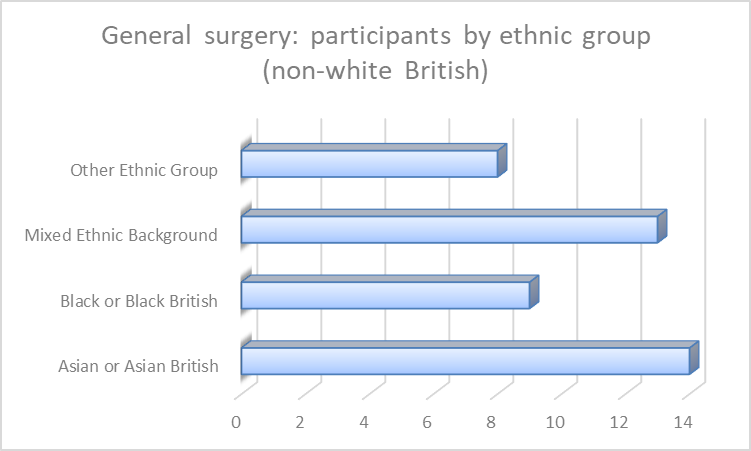 General surgery: participants by ethnic group
(non-white British)
Other Ethnic Group
Mixed Ethnic Background
Black or Black British
Asian or Asian British
0 2 4 6 8 10 12 14